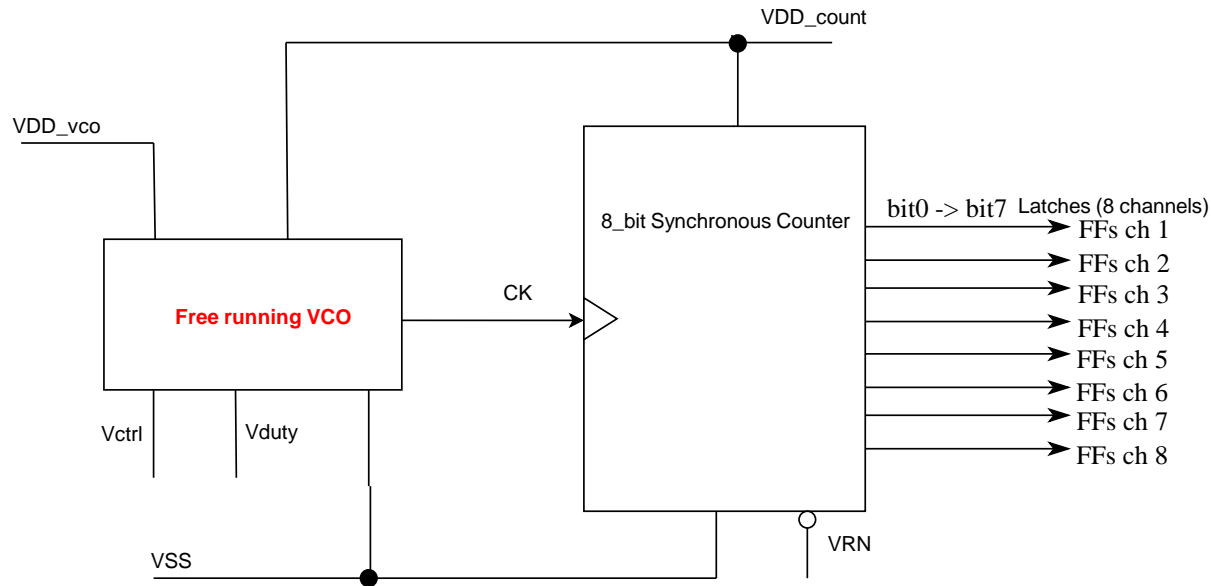 VDD_count
VDD_vco
8_bit Synchronous Counter
bit0 -> bit7
Latches (8 channels)
FFs ch 1
FFs ch 2
FFs ch 3
FFs ch 4
FFs ch 5
FFs ch 6
FFs ch 7
FFs ch 8
CK
Free running VCO
Vctrl
Vduty
VSS
VRN